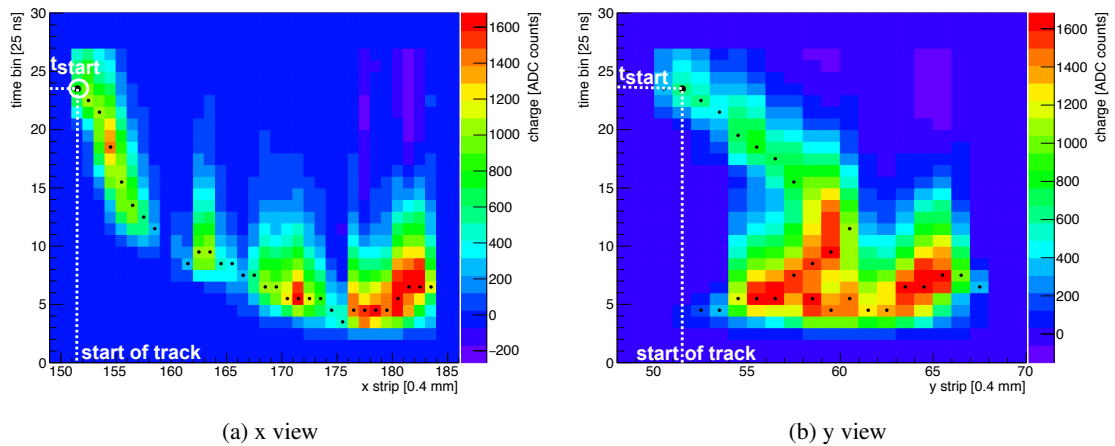 time bin [25 ns]
30
25
20
15
10
5
0
tstart
start of track
150 155 160 165 170 175 180 185
x strip [0.4 mm]
charge [ADC counts]
1600
1400
1200
1000
800
600
400
200
0
-200
(a) x view
time bin [25 ns]
30
25
20
15
10
5
0
tstart
start of track
50 55 60 65 70
y strip [0.4 mm]
charge [ADC counts]
1600
1400
1200
1000
800
600
400
200
0
(b) y view